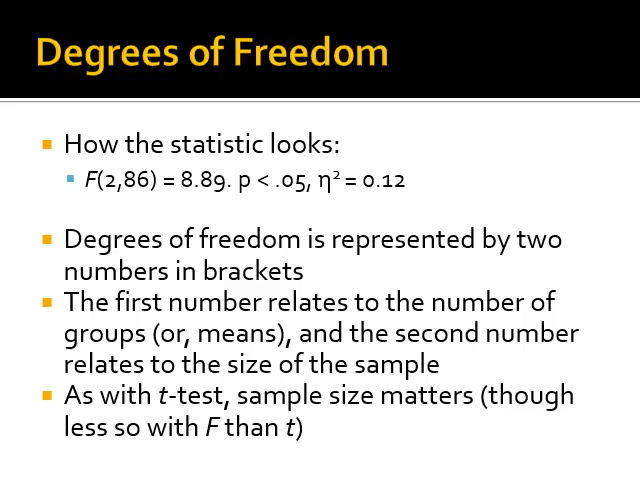 Degrees of Freedom
How the statistic looks:
F(2,86) = 8.89. p < .05, η² = 0.12
Degrees of freedom is represented by two
numbers in brackets
The first number relates to the number of
groups (or, means), and the second number
relates to the size of the sample
As with t-test, sample size matters (though
less so with F than t)